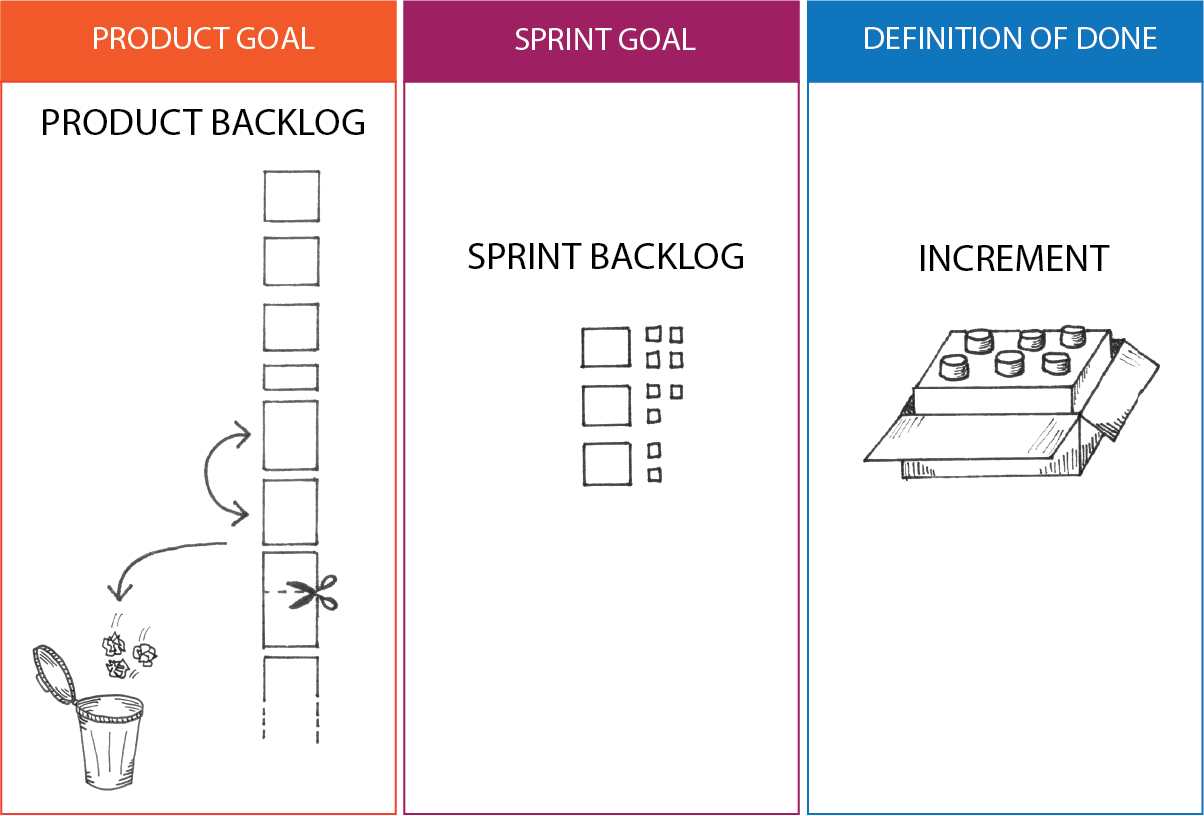 PRODUCT GOAL
PRODUCT BACKLOG
SPRINT GOAL
SPRINT BACKLOG
DEFINITION OF DONE
INCREMENT